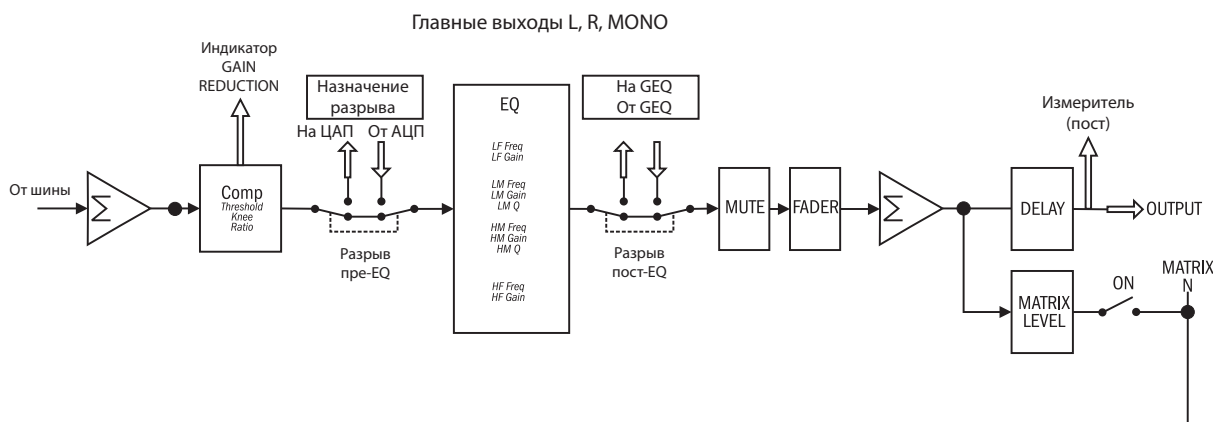 Главные выходы L, R, MONO
Индикатор
GAIN
REDUCTION
Назначение
разрыва
На ЦАП
От АЦП
EQ
LF Freq
LF Gain
LM Freq
LM Gain
LM Q
HM Freq
HM Gain
HM Q
HF Freq
HF Gain
На GEQ
От GEQ
Измеритель
(пост)
От шины
Σ
Comp
Threshold
Knee
Ratio
Разрыв
пре-EQ
Разрыв
пост-EQ
MUTE
FADER
Σ
DELAY
OUTPUT
MATRIX
LEVEL
ON
MATRIX
N